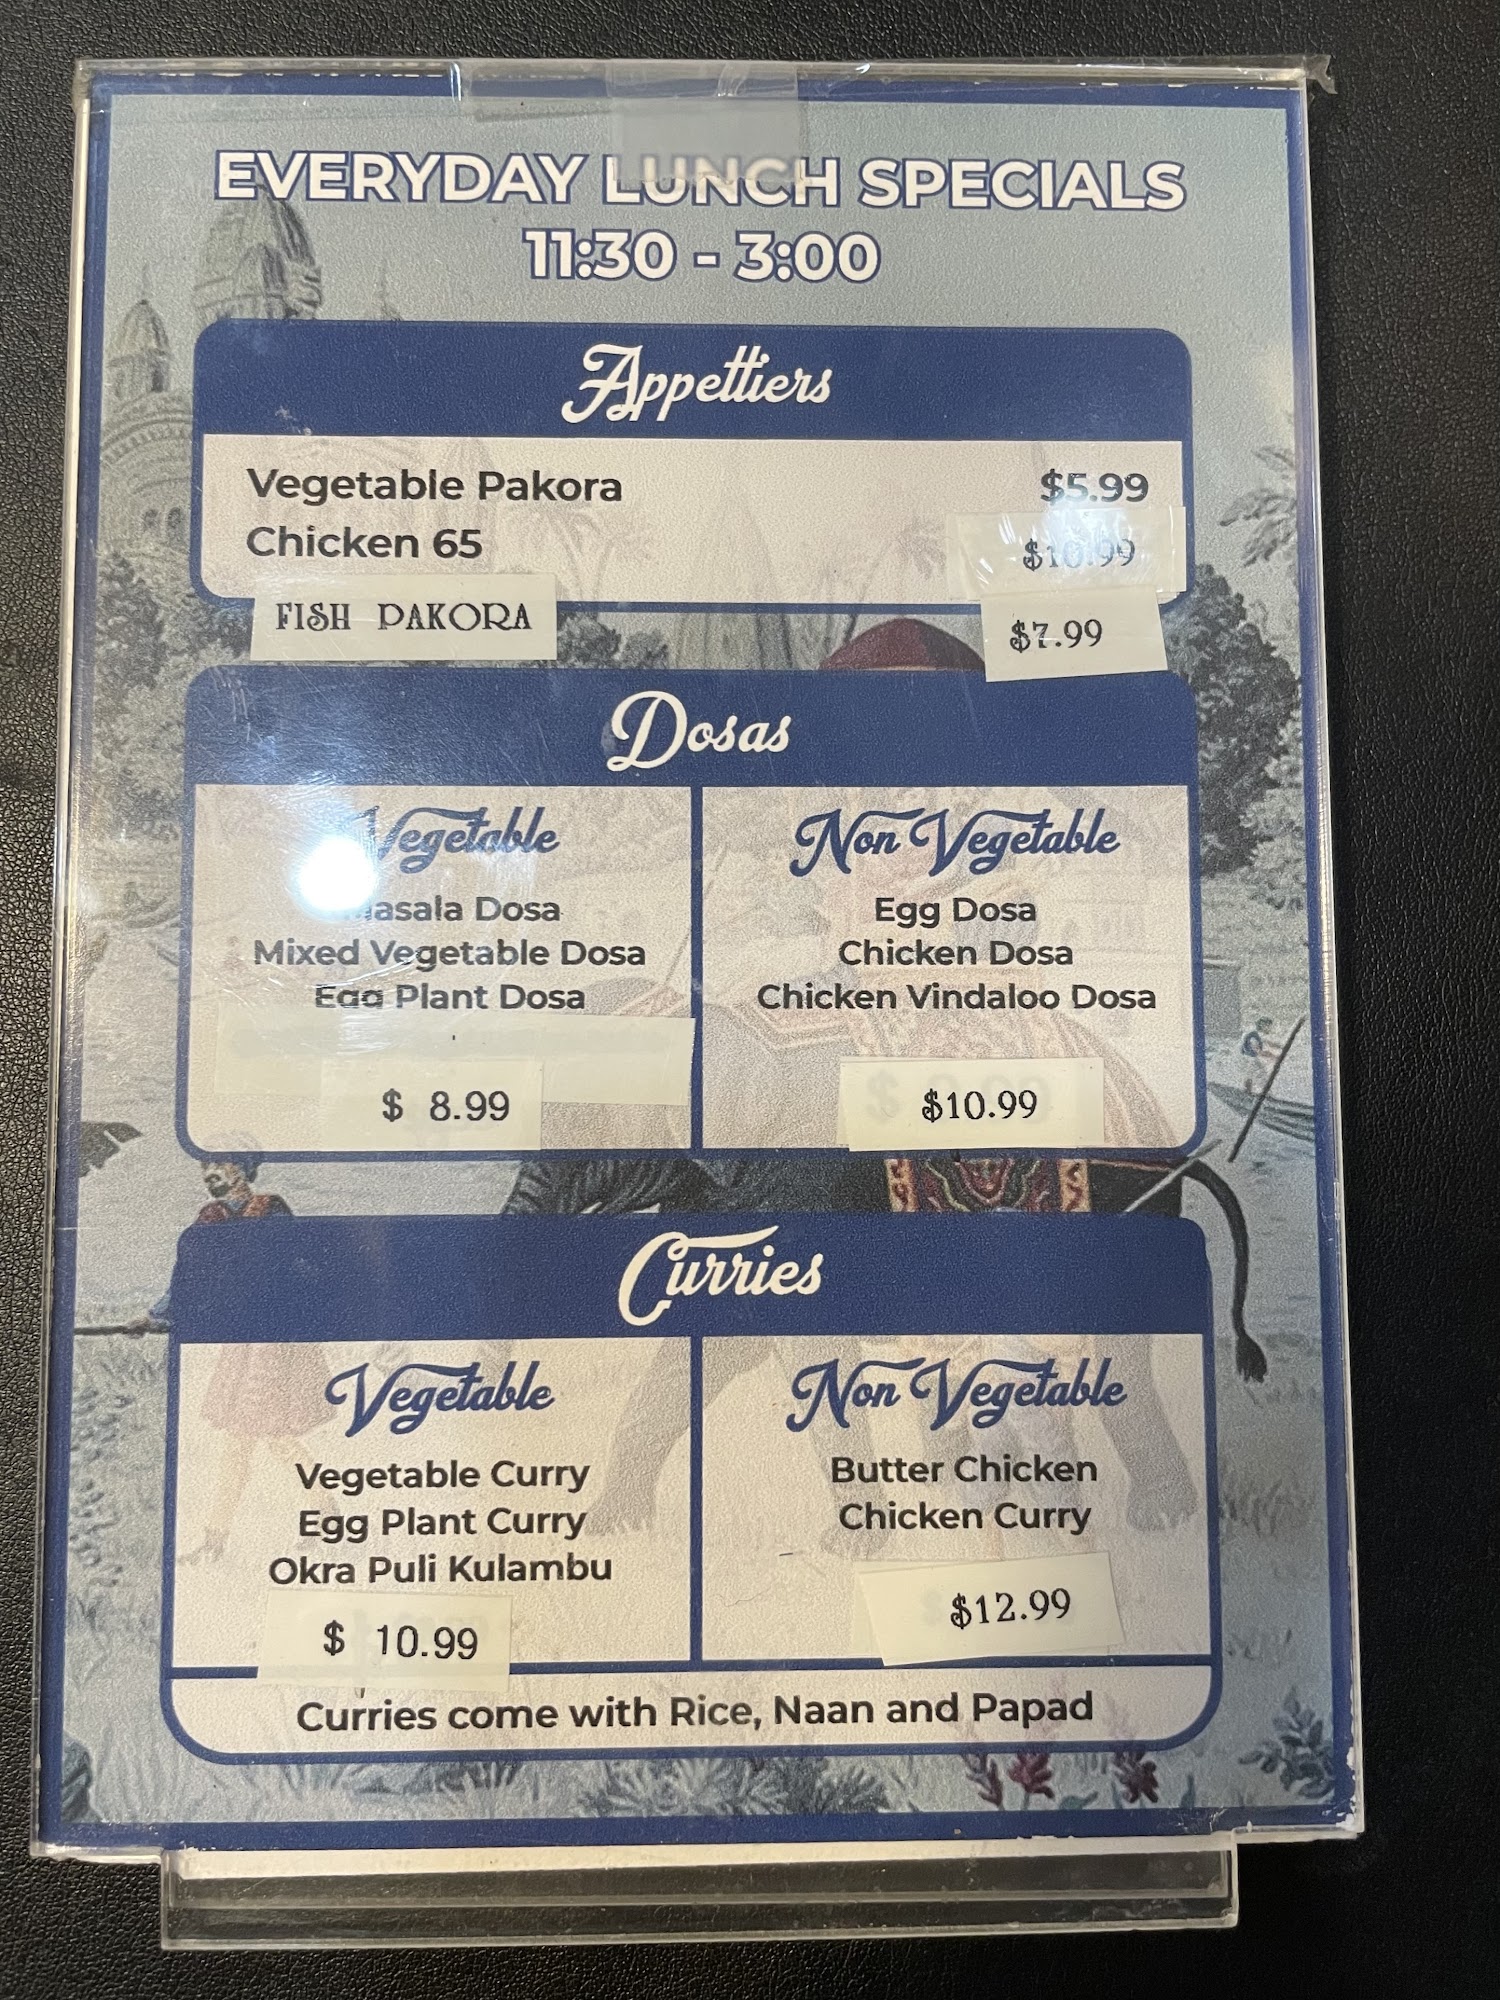 EVERYDAY LUNCH SPECIALS
11:30 - 3:00
Appettiers
Vegetable Pakora $5.99
Chicken 65 $10.99
FISH PAKORA $7.99
Dosas
Vegetable
Masala Dosa
Mixed Vegetable Dosa
Egg Plant Dosa
$ 8.99
Non Vegetable
Egg Dosa
Chicken Dosa
Chicken Vindaloo Dosa
$10.99
Curries
Vegetable
Vegetable Curry
Egg Plant Curry
Okra Puli Kulambu
$ 10.99
Non Vegetable
Butter Chicken
Chicken Curry
$12.99
Curries come with Rice, Naan and Papad